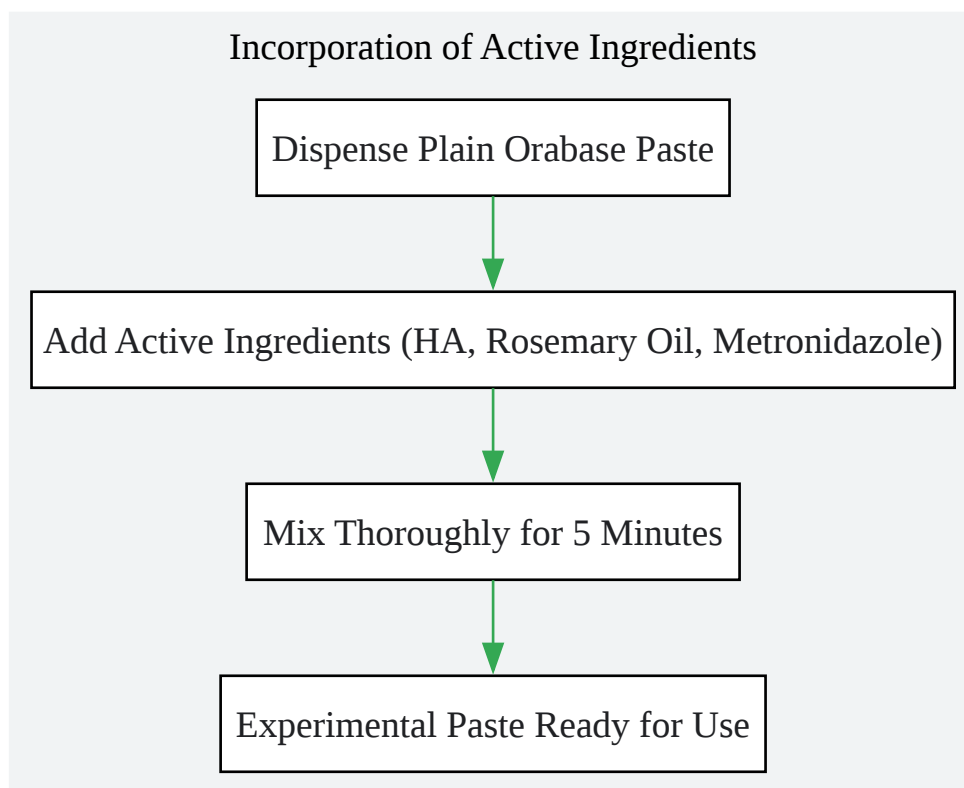 Incorporation of Active Ingredients
Dispense Plain Orabase Paste
Add Active Ingredients (HA, Rosemary Oil, Metronidazole)
Mix Thoroughly for 5 Minutes
Experimental Paste Ready for Use